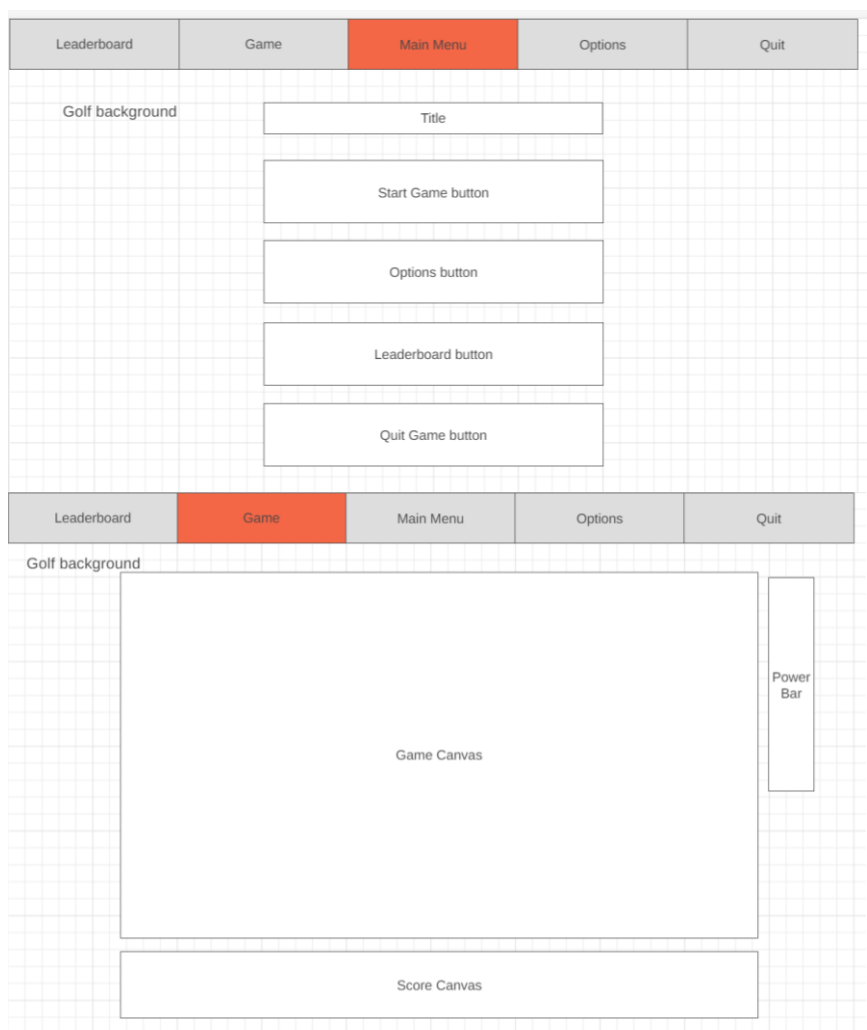 Leaderboard Game Main Menu Options Quit
Golf background
Title
Start Game button
Options button
Leaderboard button
Quit Game button
Leaderboard Game Main Menu Options Quit
Golf background
Power
Bar
Game Canvas
Score Canvas